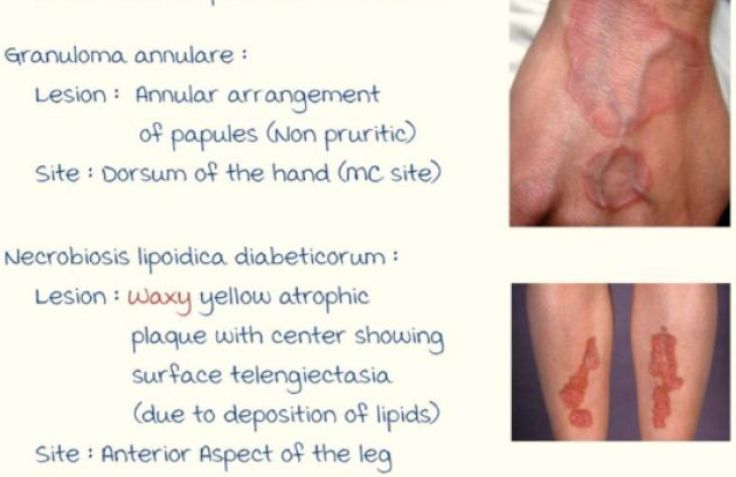 Granuloma annulare :
Lesion : Annular arrangement
of papules (Non pruritic)
Site : Dorsum of the hand (mc site)
Necrobiosis lipoidica diabeticorum :
Lesion : Waxy yellow atrophic
plaque with center showing
surface telengiectasia
(due to deposition of lipids)
Site : Anterior Aspect of the leg